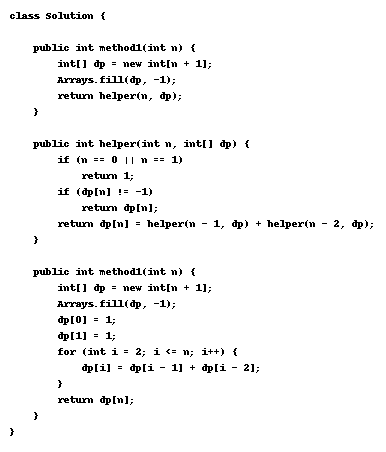 class Solution {
    public int method1(int n) {
        int[] dp = new int[n + 1];
        Arrays.fill(dp, -1);
        return helper(n, dp);
    }
    public int helper(int n, int[] dp) {
        if (n == 0 || n == 1)
            return 1;
        if (dp[n] != -1)
            return dp[n];
        return dp[n] = helper(n - 1, dp) + helper(n - 2, dp);
    }
    public int method1(int n) {
        int[] dp = new int[n + 1];
        Arrays.fill(dp, -1);
        dp[0] = 1;
        dp[1] = 1;
        for (int i = 2; i <= n; i++) {
            dp[i] = dp[i - 1] + dp[i - 2];
        }
        return dp[n];
    }
}